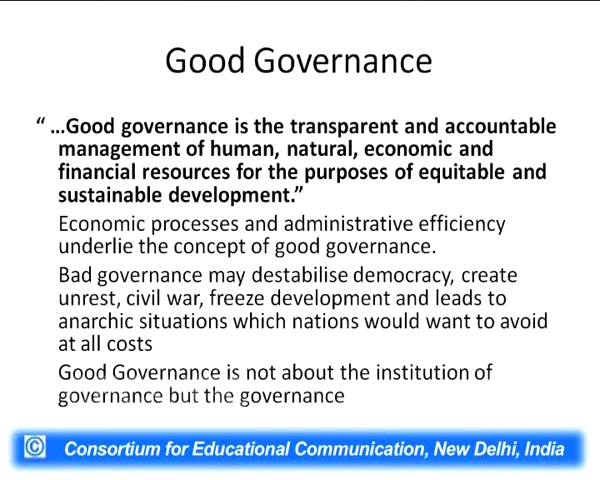 Good Governance
“ ...Good governance is the transparent and accountable
management of human, natural, economic and
financial resources for the purposes of equitable and
sustainable development.”
Economic processes and administrative efficiency
underlie the concept of good governance.
Bad governance may destabilise democracy, create
unrest, civil war, freeze development and leads to
anarchic situations which nations would want to avoid
at all costs
Good Governance is not about the institution of
governance but the governance
© Consortium for Educational Communication, New Delhi, India